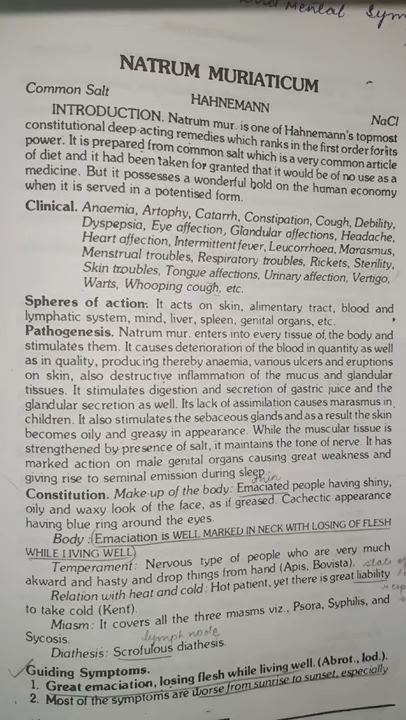 Mental Sym
NATRUM MURIATICUM
Common Salt
HAHNEMANN
NaCl
INTRODUCTION. Natrum mur. is one of Hahnemann's topmost
constitutional deep-acting remedies which ranks in the first order for its
power. It is prepared from common salt which is a very common article
of diet and it had been taken for granted that it would be of no use as a
medicine. But it possesses a wonderful hold on the human economy
when it is served in a potentised form.
Clinical. Anaemia, Artophy, Catarrh, Constipation, Cough, Debility,
Dyspepsia, Eye affection, Glandular affections, Headache,
Heart affection, Intermittent fever, Leucorrhoea, Marasmus,
Menstrual troubles, Respiratory troubles, Rickets, Sterility,
Skin troubles, Tongue affections, Urinary affection, Vertigo,
Warts, Whooping cough, etc.
Spheres of action: It acts on skin, alimentary tract, blood and
lymphatic system, mind, liver, spleen, genital organs, etc.
Pathogenesis. Natrum mur. enters into every tissue of the body and
stimulates them. It causes deterioration of the blood in quantity as well
as in quality, producing thereby anaemia, various ulcers and eruptions
on skin, also destructive inflammation of the mucus and glandular
tissues. It stimulates digestion and secretion of gastric juice and the
glandular secretion as well. Its lack of assimilation causes marasmus in
children. It also stimulates the sebaceous glands and as a result the skin
becomes oily and greasy in appearance. While the muscular tissue is
strengthened by presence of salt, it maintains the tone of nerve. It has
marked action on male genital organs causing great weakness and
giving rise to seminal emission during sleep.
thin
Constitution. Make-up of the body: Emaciated people having shiny,
oily and waxy look of the face, as if greased. Cachectic appearance
having blue ring around the eyes.
Body: (Emaciation is WELL MARKED IN NECK WITH LOSING OF FLESH
WHILE LIVING WELL)
Temperament: Nervous type of people who are very much
akward and hasty and drop things from hand (Apis, Bovista).
Relation with heat and cold: Hot patient, yet there is great liability
to take cold (Kent).
Miasm: It covers all the three miasms viz., Psora, Syphilis, and
Sycosis.
lymph node
Diathesis: Scrofulous diathesis.
Guiding Symptoms.
1. Great emaciation, losing flesh while living well. (Abrot., Iod.).
2. Most of the symptoms are worse from sunrise to sunset, especially